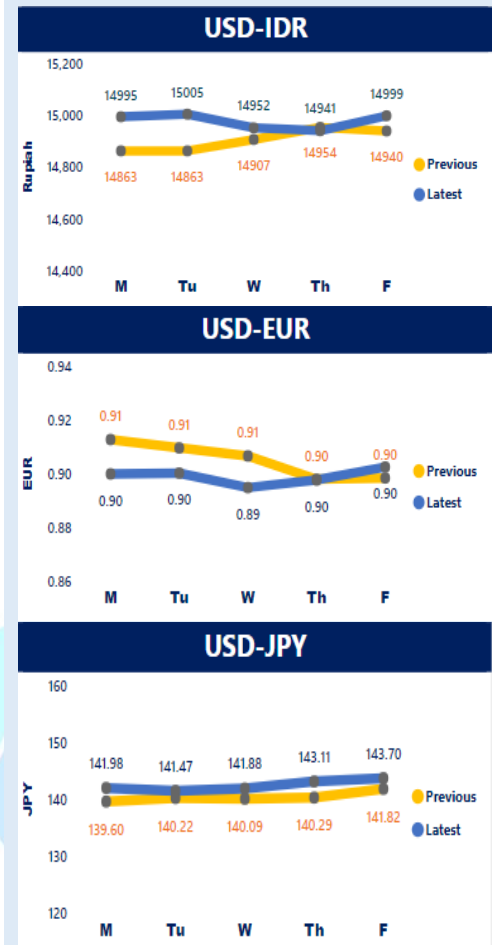 USD-IDR
15,200
15,000
14,800
14,600
14,400
Rupiah
14995 15005 14952 14941 14999
14863 14863 14907 14954 14940
Previous
Latest
M Tu W Th F
USD-EUR
0.94
0.92
0.90
0.88
0.86
EUR
0.91 0.91 0.91 0.90 0.90
0.90 0.90 0.89 0.90 0.90
Previous
Latest
M Tu W Th F
USD-JPY
160
150
140
130
120
JPY
141.98 141.47 141.88 143.11 143.70
139.60 140.22 140.09 140.29 141.82
Previous
Latest
M Tu W Th F